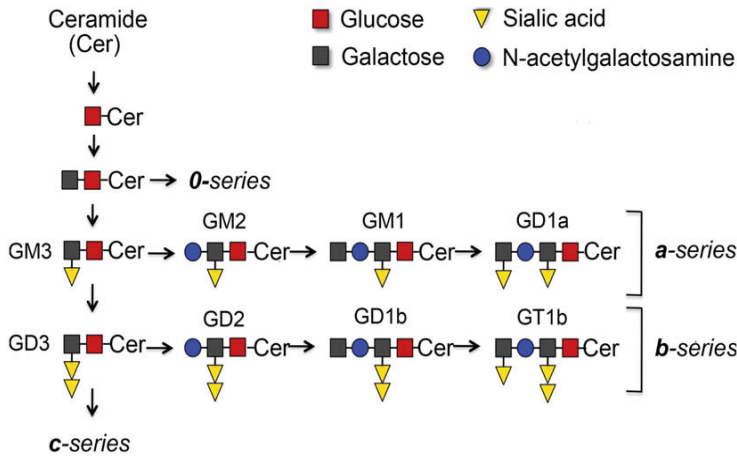 Ceramide
(Cer)
Glucose
Sialic acid
Galactose
N-acetylgalactosamine
Cer
Cer
0-series
GM3
Cer
GM2
Cer
GM1
Cer
GD1a
Cer
a-series
GD3
Cer
GD2
Cer
GD1b
Cer
GT1b
Cer
b-series
c-series